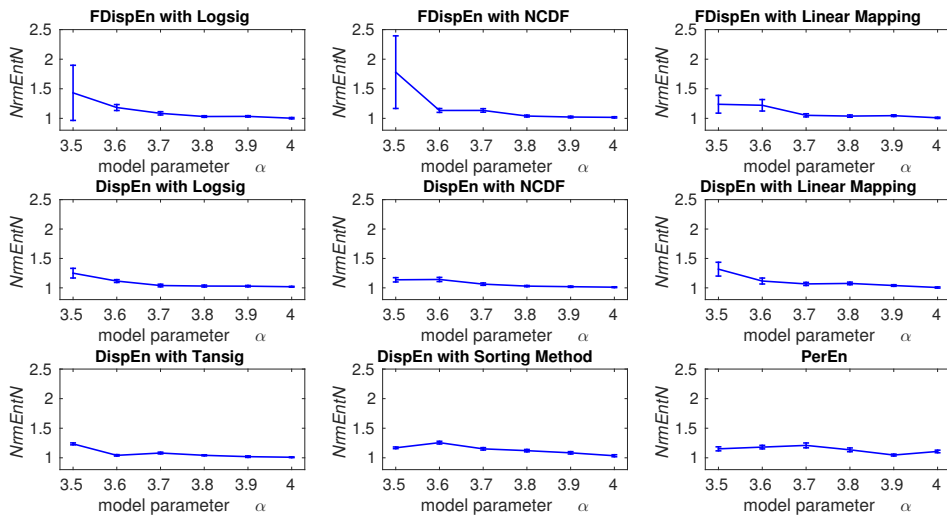 FDispEn with Logsig
FDispEn with NCDF
FDispEn with Linear Mapping
2.5
2
1.5
1
NrmEntN
3.5 3.6 3.7 3.8 3.9 4
model parameter α
2.5
2
1.5
1
NrmEntN
3.5 3.6 3.7 3.8 3.9 4
model parameter α
2.5
2
1.5
1
NrmEntN
3.5 3.6 3.7 3.8 3.9 4
model parameter α
DispEn with Logsig
DispEn with NCDF
DispEn with Linear Mapping
2.5
2
1.5
1
NrmEntN
3.5 3.6 3.7 3.8 3.9 4
model parameter α
2.5
2
1.5
1
NrmEntN
3.5 3.6 3.7 3.8 3.9 4
model parameter α
2.5
2
1.5
1
NrmEntN
3.5 3.6 3.7 3.8 3.9 4
model parameter α
DispEn with Tansig
DispEn with Sorting Method
PerEn
2.5
2
1.5
1
NrmEntN
3.5 3.6 3.7 3.8 3.9 4
model parameter α
2.5
2
1.5
1
NrmEntN
3.5 3.6 3.7 3.8 3.9 4
model parameter α
2.5
2
1.5
1
NrmEntN
3.5 3.6 3.7 3.8 3.9 4
model parameter α